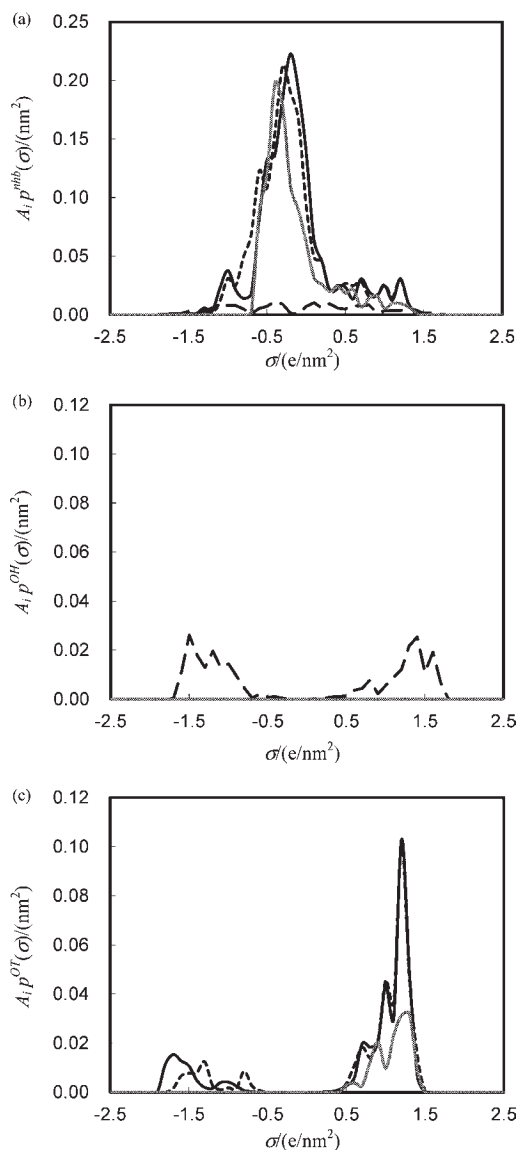 (a)
0.25
0.20
0.15
0.10
0.05
0.00
A_i p^{nhb}(σ)/(nm²)
-2.5 -1.5 -0.5 0.5 1.5 2.5
σ/(e/nm²)
(b)
0.12
0.10
0.08
0.06
0.04
0.02
0.00
A_i p^{OH}(σ)/(nm²)
-2.5 -1.5 -0.5 0.5 1.5 2.5
σ/(e/nm²)
(c)
0.12
0.10
0.08
0.06
0.04
0.02
0.00
A_i p^{OT}(σ)/(nm²)
-2.5 -1.5 -0.5 0.5 1.5 2.5
σ/(e/nm²)